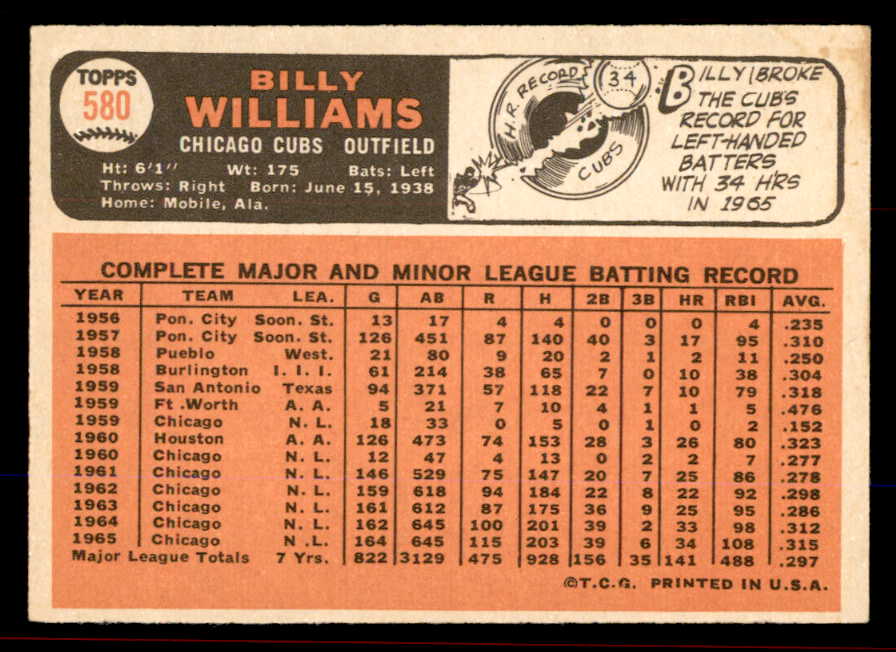 TOPPS
580
BILLY
WILLIAMS
CHICAGO CUBS OUTFIELD
Ht: 6'1" Wt: 175 Bats: Left
Throws: Right Born: June 15, 1938
Home: Mobile, Ala.
H.R. RECORD
34
CUBS
BILLY BROKE
THE CUBS
RECORD FOR
LEFT-HANDED
BATTERS
WITH 34 HRS
IN 1965
COMPLETE MAJOR AND MINOR LEAGUE BATTING RECORD
YEAR TEAM LEA. G AB R H 2B 3B HR RBI AVG.
1956 Pon. City Soon. St. 13 17 4 4 0 0 0 4 .235
1957 Pon. City Soon. St. 126 451 87 140 40 3 17 95 .310
1958 Pueblo West. 21 80 9 20 2 1 2 11 .250
1958 Burlington I. I. I. 61 214 38 65 7 0 10 38 .304
1959 San Antonio Texas 94 371 57 118 22 7 10 79 .318
1959 Ft .Worth A. A. 5 21 7 10 4 1 1 5 .476
1959 Chicago N. L. 18 33 0 5 0 1 0 2 .152
1960 Houston A. A. 126 473 74 153 28 3 26 80 .323
1960 Chicago N. L. 12 47 4 13 0 2 2 7 .277
1961 Chicago N. L. 146 529 75 147 20 7 25 86 .278
1962 Chicago N. L. 159 618 94 184 22 8 22 92 .298
1963 Chicago N. L. 161 612 87 175 36 9 25 95 .286
1964 Chicago N. L. 162 645 100 201 39 2 33 98 .312
1965 Chicago N .L. 164 645 115 203 39 6 34 108 .315
Major League Totals 7 Yrs. 822 3129 475 928 156 35 141 488 .297
©T.C.G. PRINTED IN U.S.A.